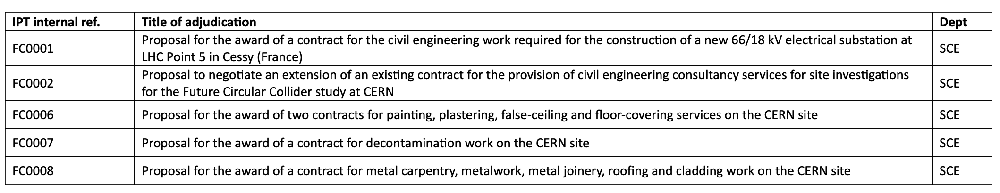 IPT internal ref. Title of adjudication Dept
FC0001 Proposal for the award of a contract for the civil engineering work required for the construction of a new 66/18 kV electrical substation at
LHC Point 5 in Cessy (France) SCE
FC0002 Proposal to negotiate an extension of an existing contract for the provision of civil engineering consultancy services for site investigations
for the Future Circular Collider study at CERN SCE
FC0006 Proposal for the award of two contracts for painting, plastering, false-ceiling and floor-covering services on the CERN site SCE
FC0007 Proposal for the award of a contract for decontamination work on the CERN site SCE
FC0008 Proposal for the award of a contract for metal carpentry, metalwork, metal joinery, roofing and cladding work on the CERN site SCE